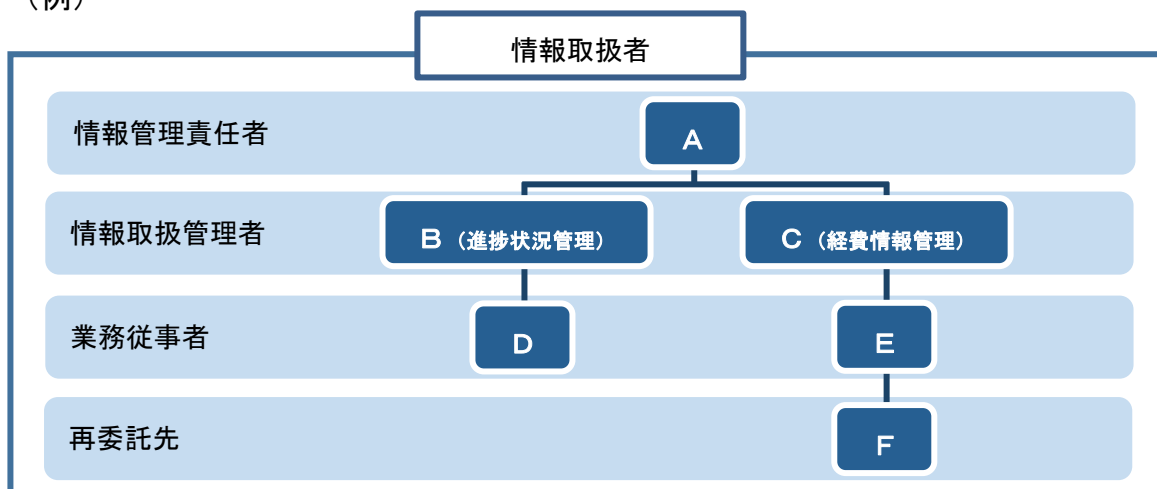 （例）
情報取扱者
情報管理責任者
A
情報取扱管理者
B（進捗状況管理）
C（経費情報管理）
業務従事者
D
E
再委託先
F